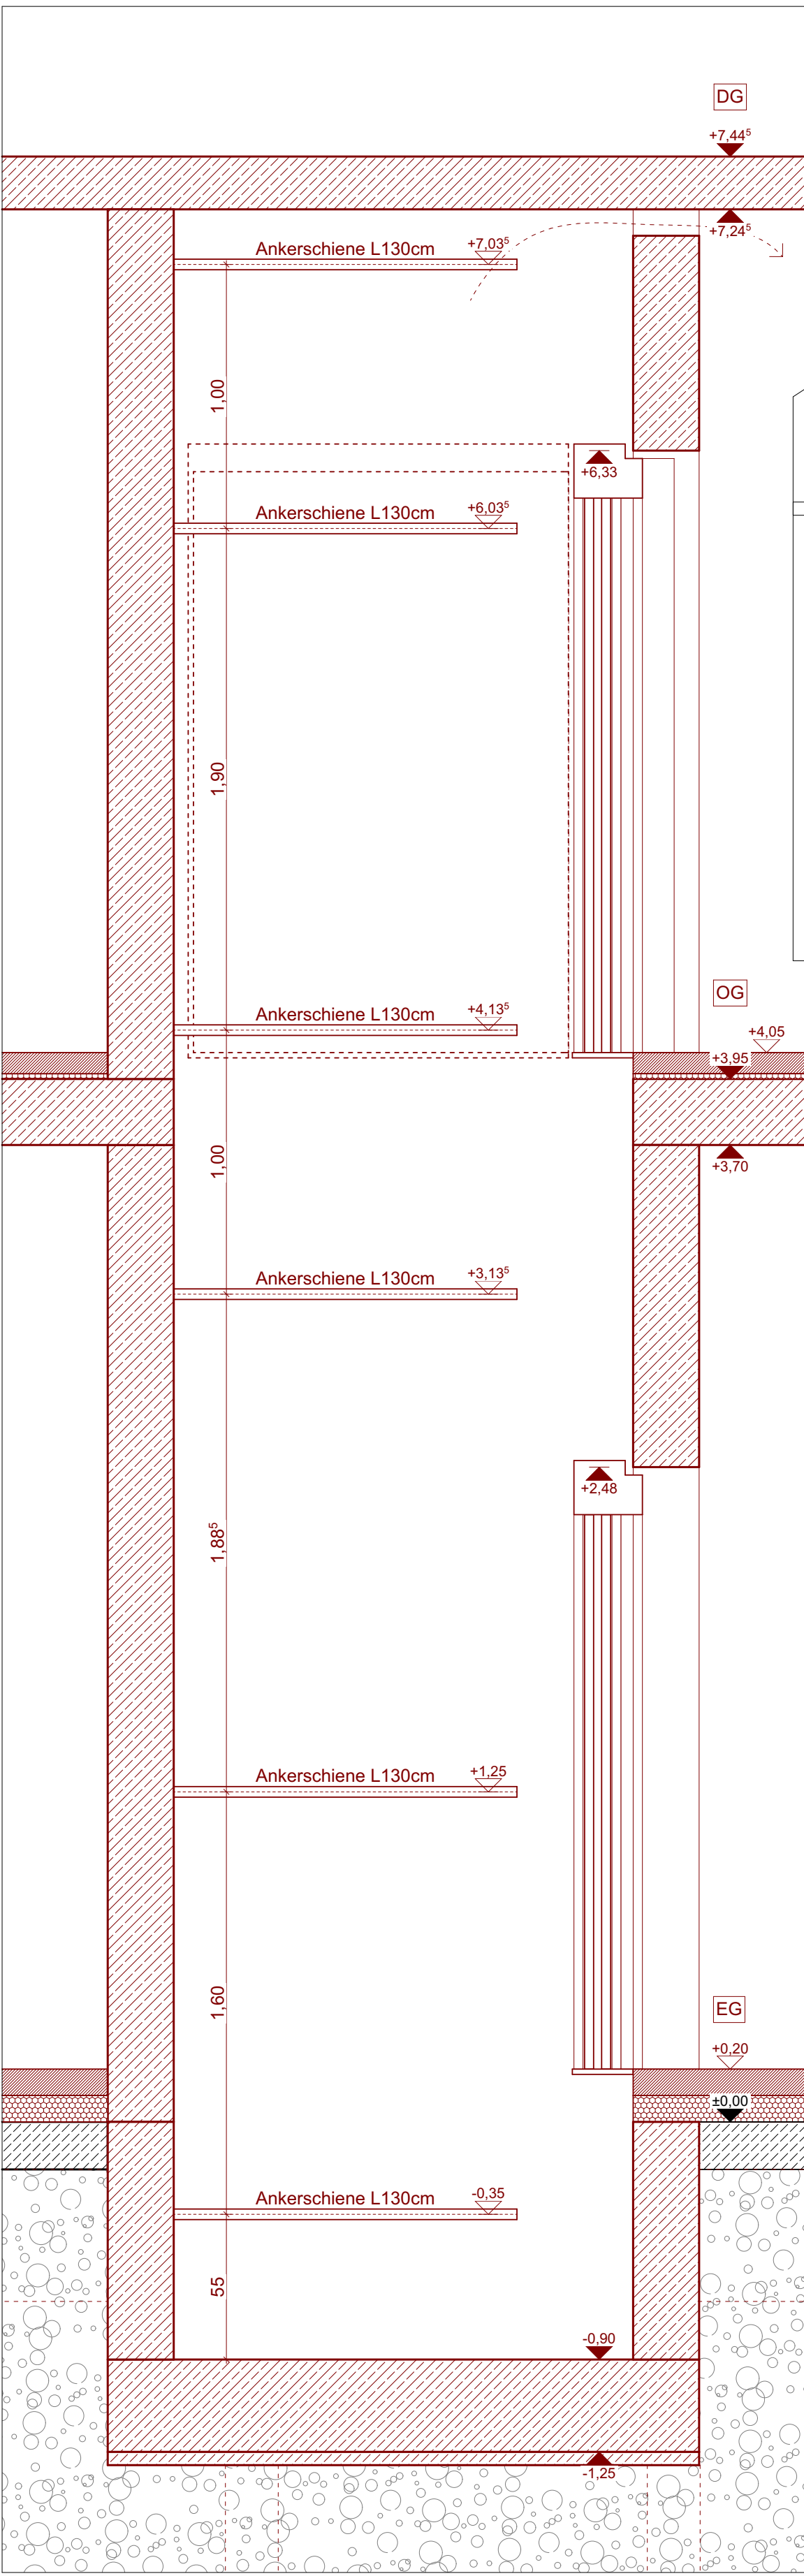 DG
+7,44⁵
+7,24⁵
Ankerschiene L130cm
+7,03⁵
1,00
+6,33
Ankerschiene L130cm
+6,03⁵
1,90
OG
Ankerschiene L130cm
+4,13⁵
+4,05
+3,95
1,00
+3,70
Ankerschiene L130cm
+3,13⁵
+2,48
1,88⁵
Ankerschiene L130cm
+1,25
1,60
EG
+0,20
±0,00
Ankerschiene L130cm
-0,35
55
-0,90
-1,25